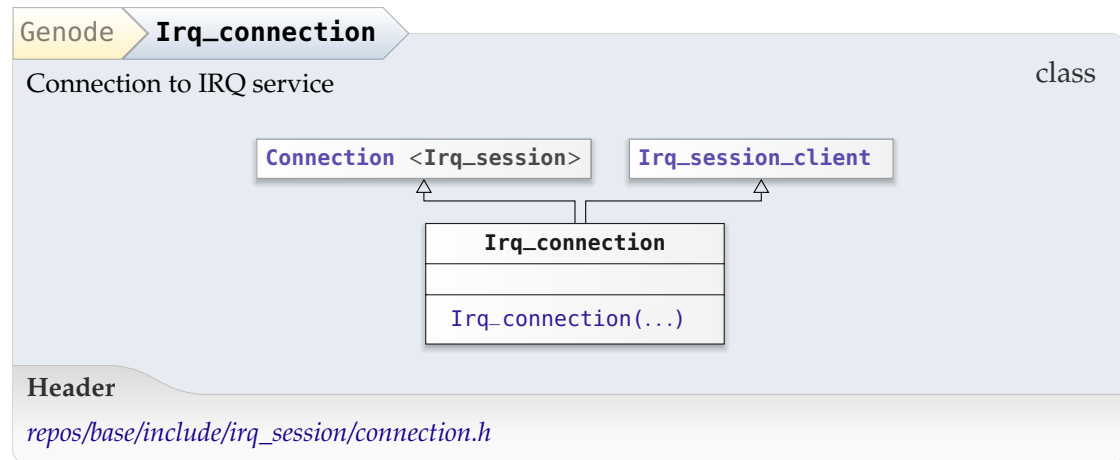 Genode Irq_connection
class
Connection to IRQ service
Connection <Irq_session> Irq_session_client
Irq_connection
Irq_connection(...)
Header
repos/base/include/irq_session/connection.h